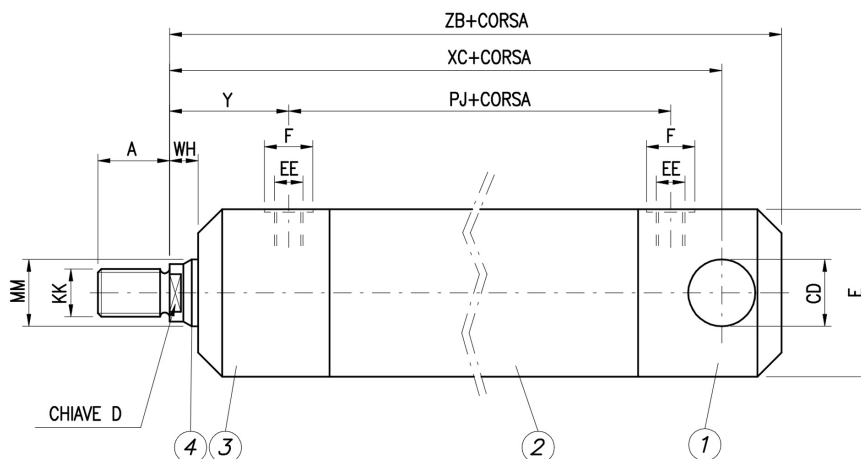 ZB+CORSA
XC+CORSA
Y
PJ+CORSA
A
WH
F
F
EE
EE
MM
KK
CD
CHIAVE D
4
3
2
1